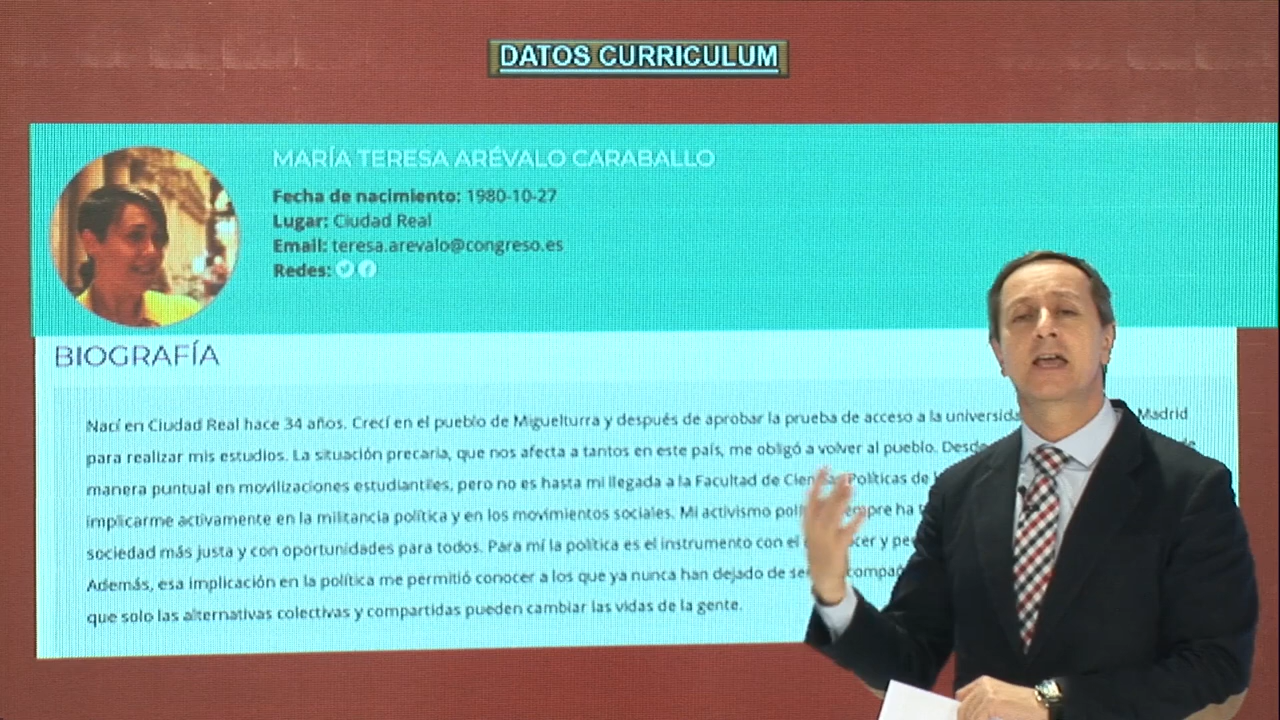 DATOS CURRICULUM
MARÍA TERESA ARÉVALO CARABALLO
Fecha de nacimiento: 1980-10-27
Lugar: Ciudad Real
Email: teresa.arevalo@congreso.es
Redes:
BIOGRAFÍA
Nací en Ciudad Real hace 34 años. Crecí en el pueblo de Miguelturra y después de aprobar la prueba de acceso a la Madrid
para realizar mis estudios. La situación precaria, que nos afecta a tantos en este país, me obligó a volver al pueblo.
manera puntual en movilizaciones estudiantiles, pero no es hasta mi llegada a la Facultad de Políticas de
implicarme activamente en la militancia política y en los movimientos sociales. Mi activismo ha
sociedad más justa y con oportunidades para todos. Para mí la política es el instrumento con el y
Además, esa implicación en la política me permitió conocer a los que ya nunca han dejado de
que solo las alternativas colectivas y compartidas pueden cambiar las vidas de la gente.